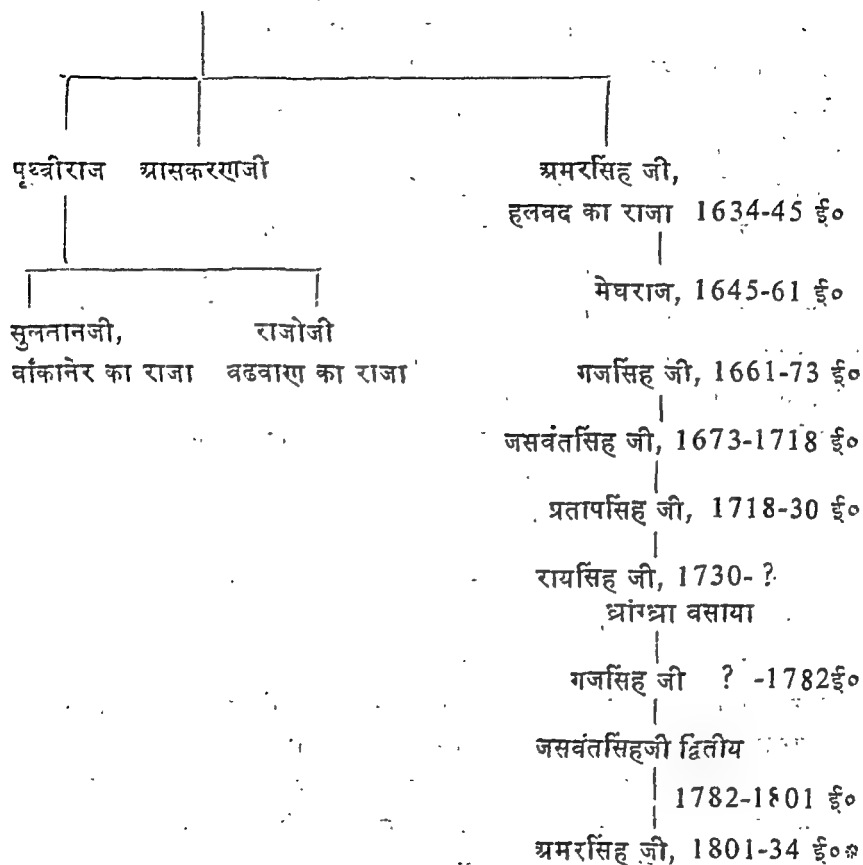 पृथ्वीराज आसकरणजी अमरसिंह जी,
हलवद का राजा 1634-45 ई०
मेघराज, 1645-61 ई०
सुलतानजी, राजोजी
वांकानेर का राजा वढवाण का राजा
गजसिंह जी, 1661-73 ई०
जसवंतसिंह जी, 1673-1718 ई०
प्रतापसिंह जी, 1718-30 ई०
रायसिंह जी, 1730- ?
ध्रांगध्रा वसाया
गजसिंह जी ? -1782ई०
जसवंतसिंहजी द्वितीय
1782-1801 ई०
अमरसिंह जी, 1801-34 ई०*